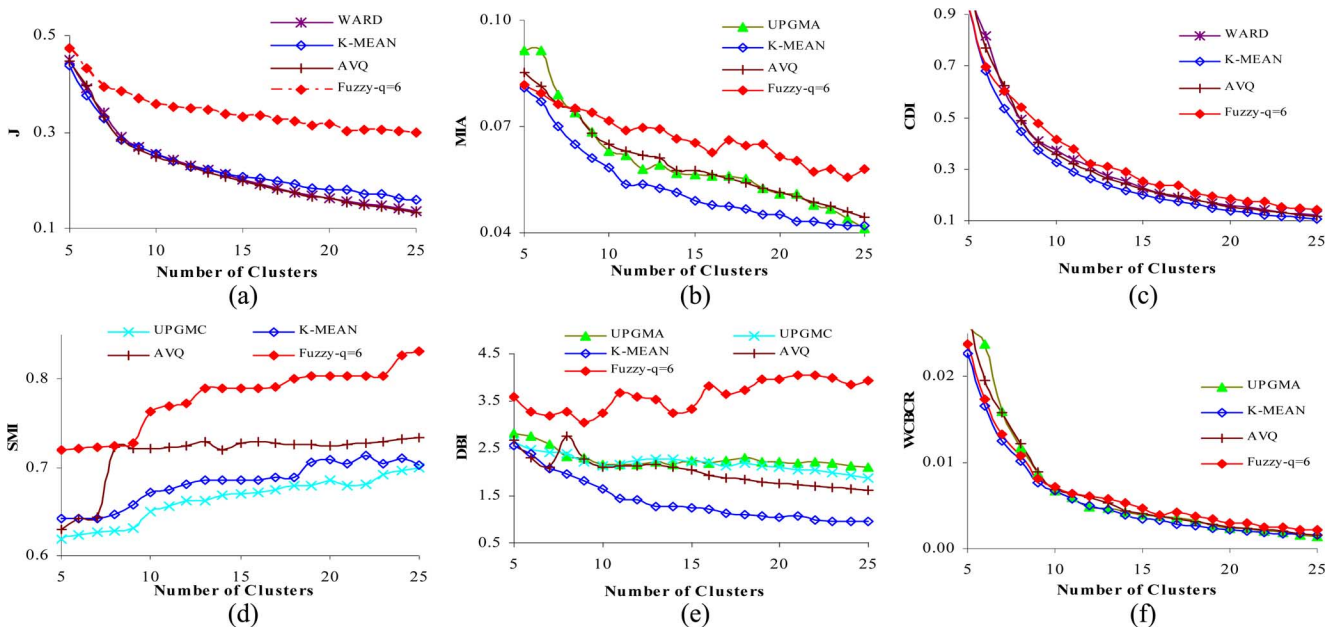 WARD
K-MEAN
AVQ
Fuzzy-q=6
0.5
0.3
0.1
J
5 10 15 20 25
Number of Clusters
(a)
UPGMA
K-MEAN
AVQ
Fuzzy-q=6
0.10
0.07
0.04
MIA
5 10 15 20 25
Number of Clusters
(b)
WARD
K-MEAN
AVQ
Fuzzy-q=6
0.9
0.7
0.5
0.3
0.1
CDI
5 10 15 20 25
Number of Clusters
(c)
UPGMC K-MEAN
AVQ Fuzzy-q=6
0.8
0.7
0.6
SMI
5 10 15 20 25
Number of Clusters
(d)
UPGMA UPGMC
K-MEAN AVQ
Fuzzy-q=6
4.5
3.5
2.5
1.5
0.5
DBI
5 10 15 20 25
Number of Clusters
(e)
UPGMA
K-MEAN
AVQ
Fuzzy-q=6
0.02
0.01
0.00
WCBCR
5 10 15 20 25
Number of Clusters
(f)